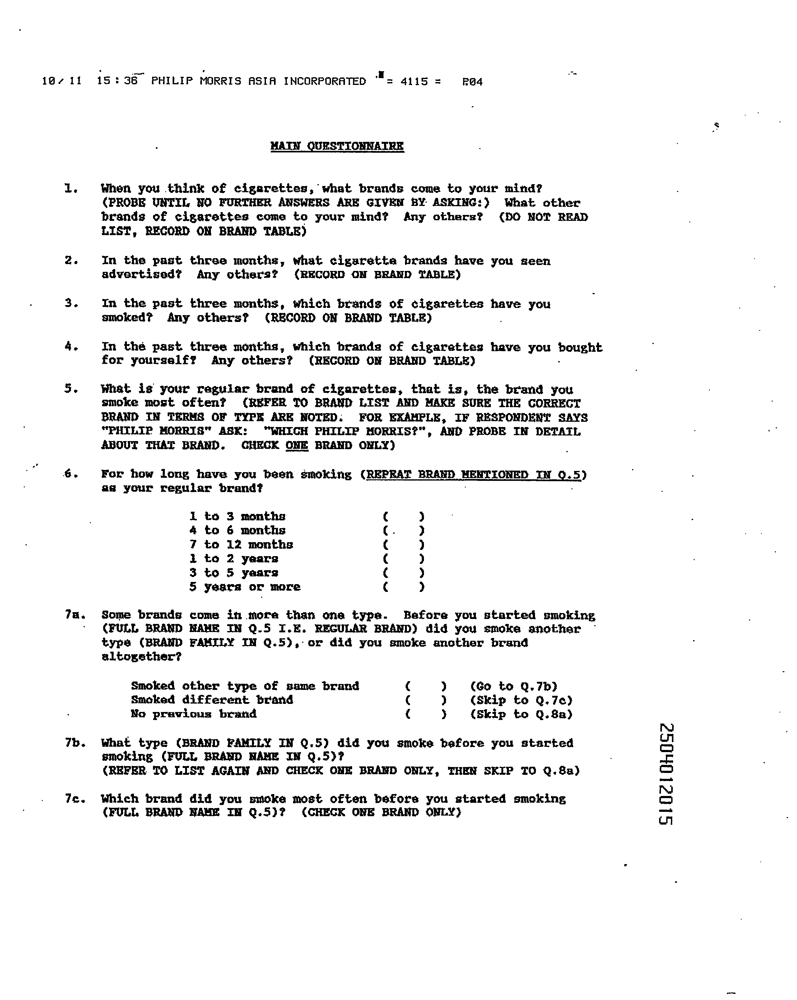 10/ 11 15:36 PHILIP MORRIS ASIA INCORPORATED = 4115 = P.04
MAIN QUESTIONNAIRE
1. When you think of cigarettes, what brands come to your mind?
(PROBE UNTIL NO FURTHER ANSWERS ARE GIVEN BY ASKING:) What other
brands of cigarettes come to your mind? Any others? (DO NOT READ
LIST, RECORD ON BRAND TABLE)
2. In the past three months, what cigarette brands have you seen
advertised? Any others? (RECORD ON BRAND TABLE)
3. In the past three months, which brands of cigarettes have you
smoked? Any others? (RECORD ON BRAND TABLE)
4. In the past three months, which brands of cigarettes have you bought
for yourself? Any others? (RECORD ON BRAND TABLE)
5. What is your regular brand of cigarettes, that is, the brand you
smoke most often? (REFER TO BRAND LIST AND MAKE SURE THE CORRECT
BRAND IN TERMS OF TYPE ARE NOTED. FOR EXAMPLE, IF RESPONDENT SAYS
"PHILIP MORRIS" ASK: "WHICH PHILIP MORRIS?", AND PROBE IN DETAIL
ABOUT THAT BRAND. CHECK ONE BRAND ONLY)
6. For how long have you been smoking (REPEAT BRAND MENTIONED IN Q.5)
as your regular brand?
1 to 3 months ( )
4 to 6 months ( )
7 to 12 months ( )
1 to 2 years ( )
3 to 5 years ( )
5 years or more ( )
7a. Some brands come in more than one type. Before you started smoking
(FULL BRAND NAME IN Q.5 I.E. REGULAR BRAND) did you smoke another
type (BRAND FAMILY IN Q.5), or did you smoke another brand
altogether?
Smoked other type of same brand ( ) (Go to Q.7b)
Smoked different brand ( ) (Skip to Q.7c)
No previous brand ( ) (Skip to Q.8a)
7b. What type (BRAND FAMILY IN Q.5) did you smoke before you started
smoking (FULL BRAND NAME IN Q.5)?
(REFER TO LIST AGAIN AND CHECK ONE BRAND ONLY, THEN SKIP TO Q.8a)
7c. Which brand did you smoke most often before you started smoking
(FULL BRAND NAME IN Q.5)? (CHECK ONE BRAND ONLY)
2504012015